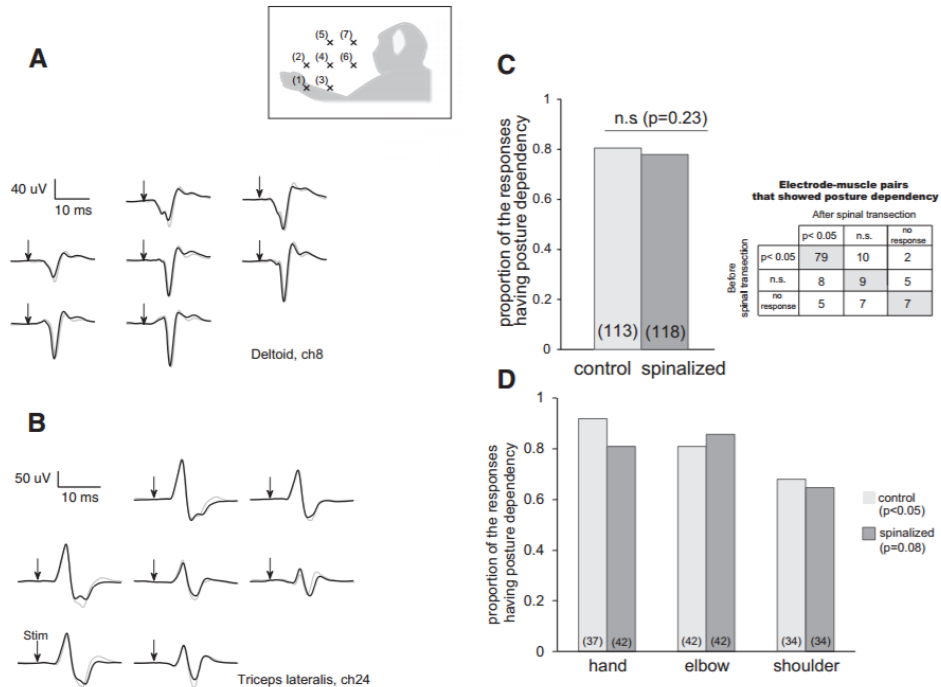 A
(5) (7)
(2) (4) (6)
(1) (3)
40 uV
10 ms
Deltoid, ch8
B
50 uV
10 ms
Stim
Triceps lateralis, ch24
C
proportion of the responses
having posture dependency
1
0.8
0.6
0.4
0.2
0
n.s. (p=0.23)
(113) (118)
control spinalized
Electrode-muscle pairs
that showed posture dependency
After spinal transection
p< 0.05 n.s. no
response
Before
spinal transection
p< 0.05 79 10 2
n.s. 8 9 5
no
response 5 7 7
D
proportion of the responses
having posture dependency
1
0.8
0.6
0.4
0.2
0
(37) (42) (42) (42) (34) (34)
hand elbow shoulder
control
(p<0.05)
spinalized
(p=0.08)